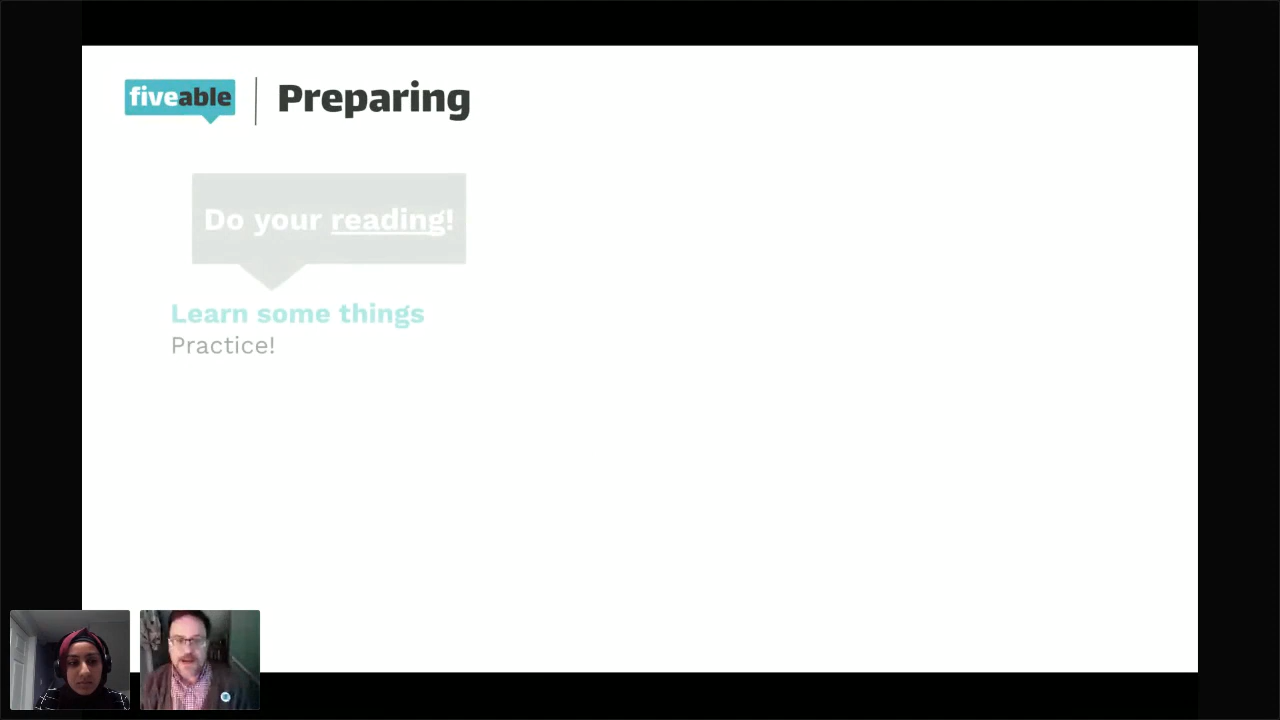 fiveable
Preparing
Do your reading!
Learn some things
Practice!